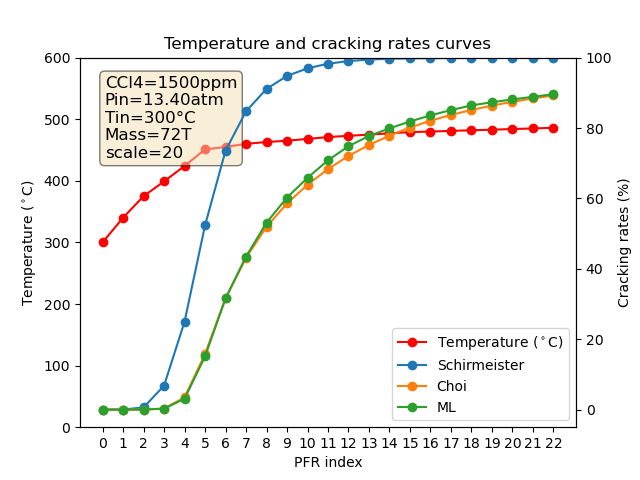 Temperature and cracking rates curves
CCl4=1500ppm
Pin=13.40atm
Tin=300°C
Mass=72T
scale=20
Temperature (°C)
600
500
400
300
200
100
0
Cracking rates (%)
100
80
60
40
20
0
Temperature (°C)
Schirmeister
Choi
ML
0 1 2 3 4 5 6 7 8 9 10 11 12 13 14 15 16 17 18 19 20 21 22
PFR index